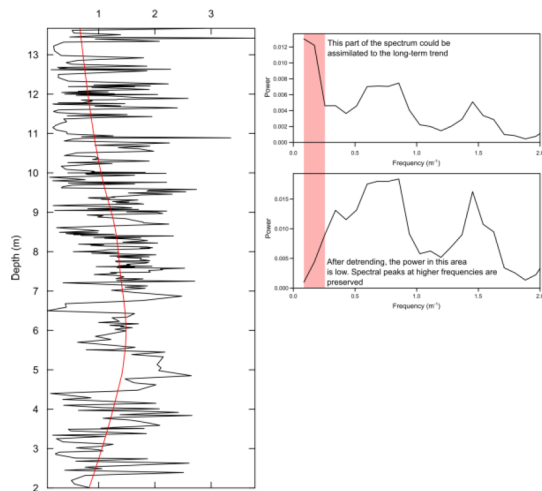 1 2 3
13
12
11
10
9
8
7
6
5
4
3
2
Depth (m)
This part of the spectrum could be
assimilated to the long-term trend
0.012
0.009
0.006
0.004
0.002
0.000
Power
0.0 0.5 1.0 1.5 2.0
Frequency (m⁻¹)
0.015
0.010
0.005
0.000
Power
After detrending, the power in this area
is low. Spectral peaks at higher frequencies are
preserved
0.0 0.5 1.0 1.5 2.0
Frequency (m⁻¹)